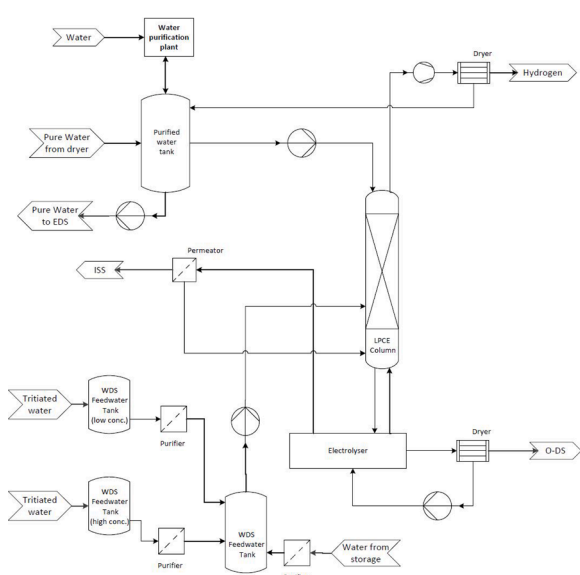 Water
Water
purification
plant
Dryer
Hydrogen
Pure Water
from dryer
Purified
water
tank
Pure Water
to EDS
Permeator
ISS
LPCE
Column
Tritiated
water
WDS
Feedwater
Tank
(low conc.)
Purifier
Electrolyser
Dryer
O-DS
Tritiated
water
WDS
Feedwater
Tank
(high conc.)
Purifier
WDS
Feedwater
Tank
Water from
storage